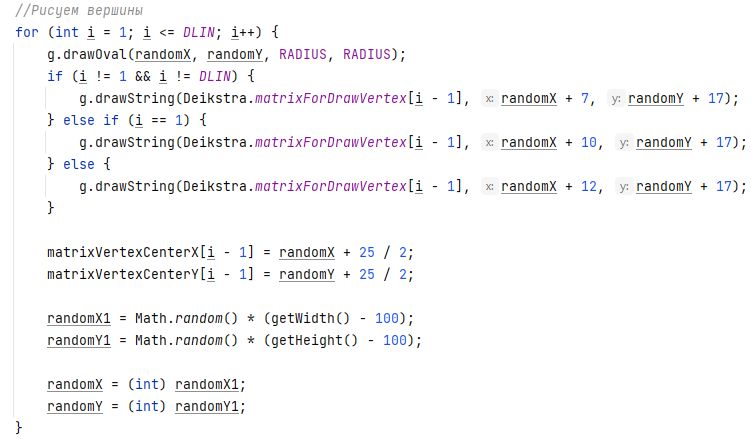 //Рисуем вершины
for (int i = 1; i <= DLIN; i++) {
g.drawOval(randomX, randomY, RADIUS, RADIUS);
if (i != 1 && i != DLIN) {
g.drawString(Deikstra.matrixForDrawVertex[i - 1], x: randomX + 7, y: randomY + 17);
} else if (i == 1) {
g.drawString(Deikstra.matrixForDrawVertex[i - 1], x: randomX + 10, y: randomY + 17);
} else {
g.drawString(Deikstra.matrixForDrawVertex[i - 1], x: randomX + 12, y: randomY + 17);
}
matrixVertexCenterX[i - 1] = randomX + 25 / 2;
matrixVertexCenterY[i - 1] = randomY + 25 / 2;
randomX1 = Math.random() * (getWidth() - 100);
randomY1 = Math.random() * (getHeight() - 100);
randomX = (int) randomX1;
randomY = (int) randomY1;
}